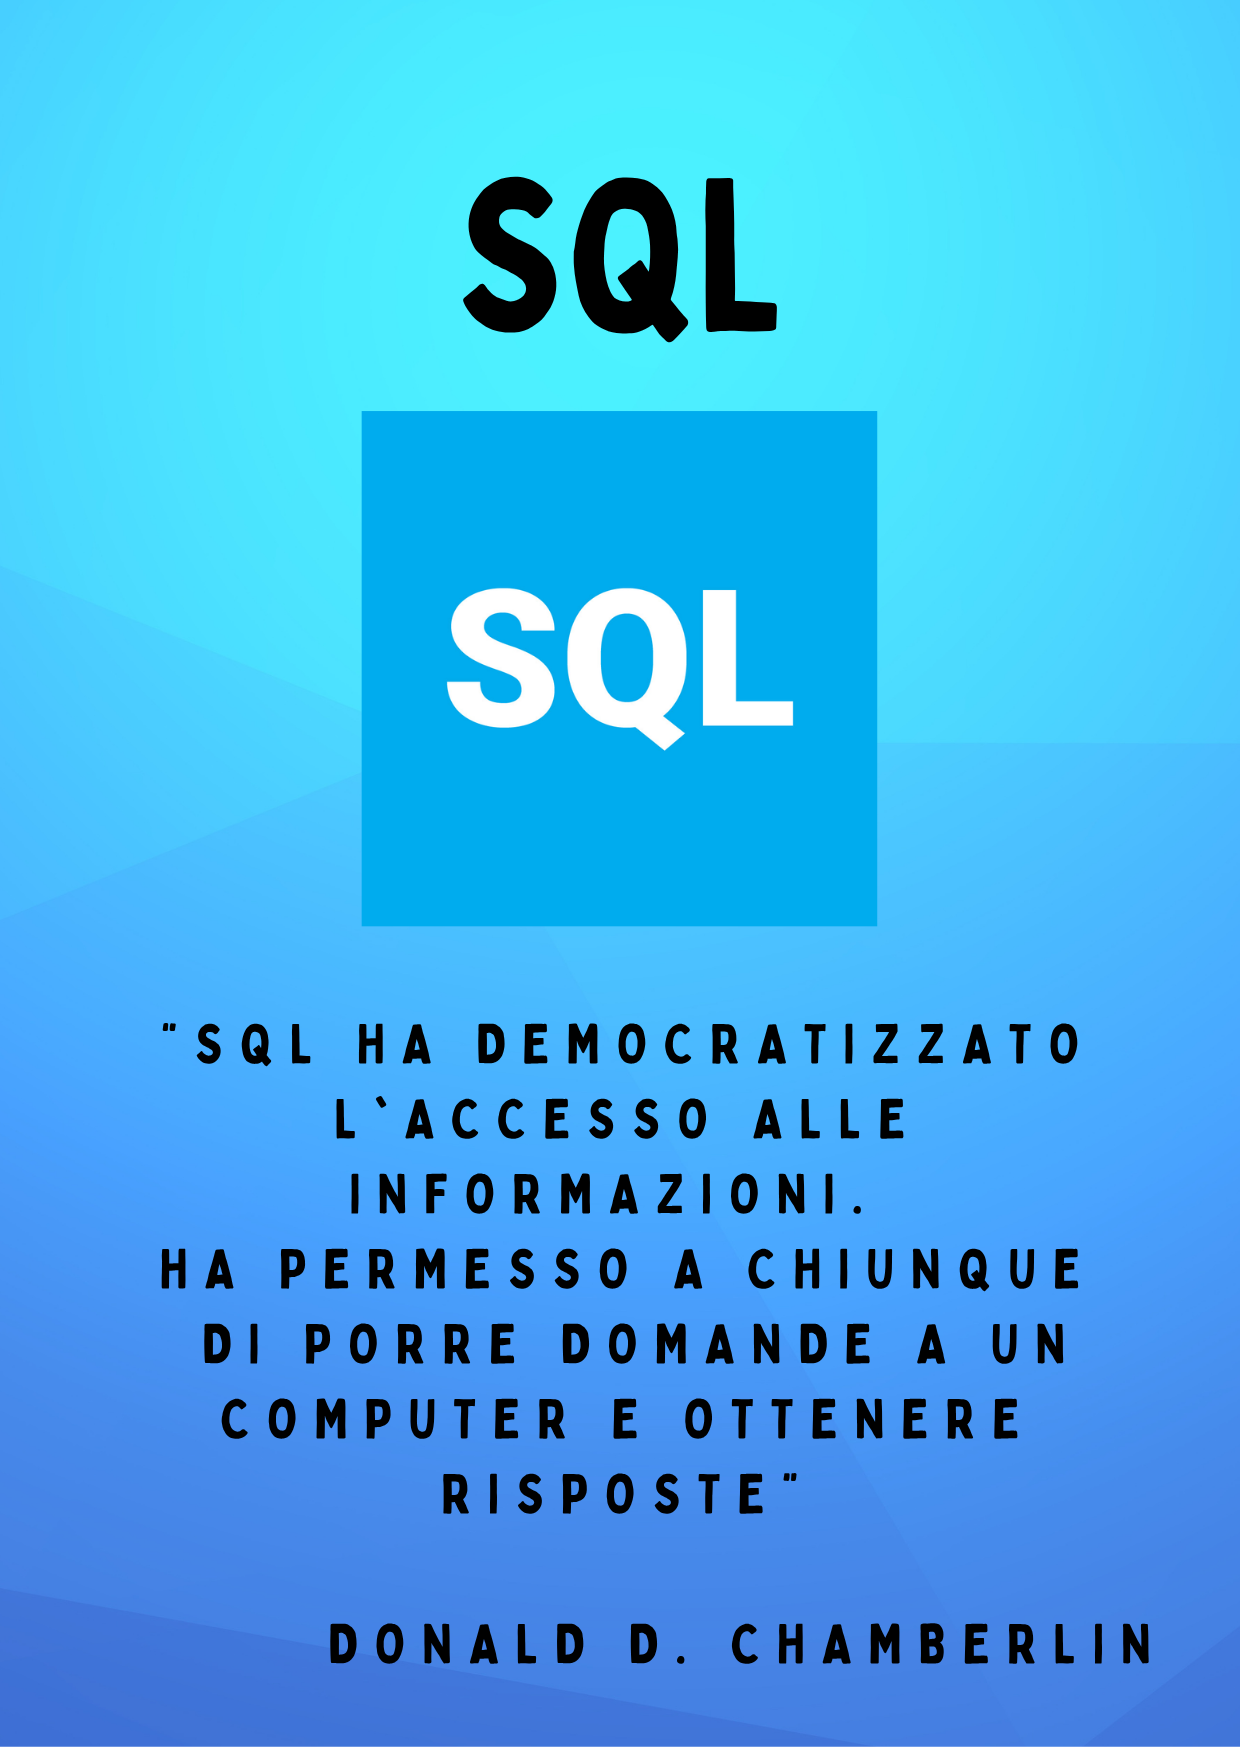 SQL
SQL
"SQL HA DEMOCRATIZZATO
L`ACCESSO ALLE
INFORMAZIONI.
HA PERMESSO A CHIUNQUE
DI PORRE DOMANDE A UN
COMPUTER E OTTENERE
RISPOSTE"
DONALD D. CHAMBERLIN